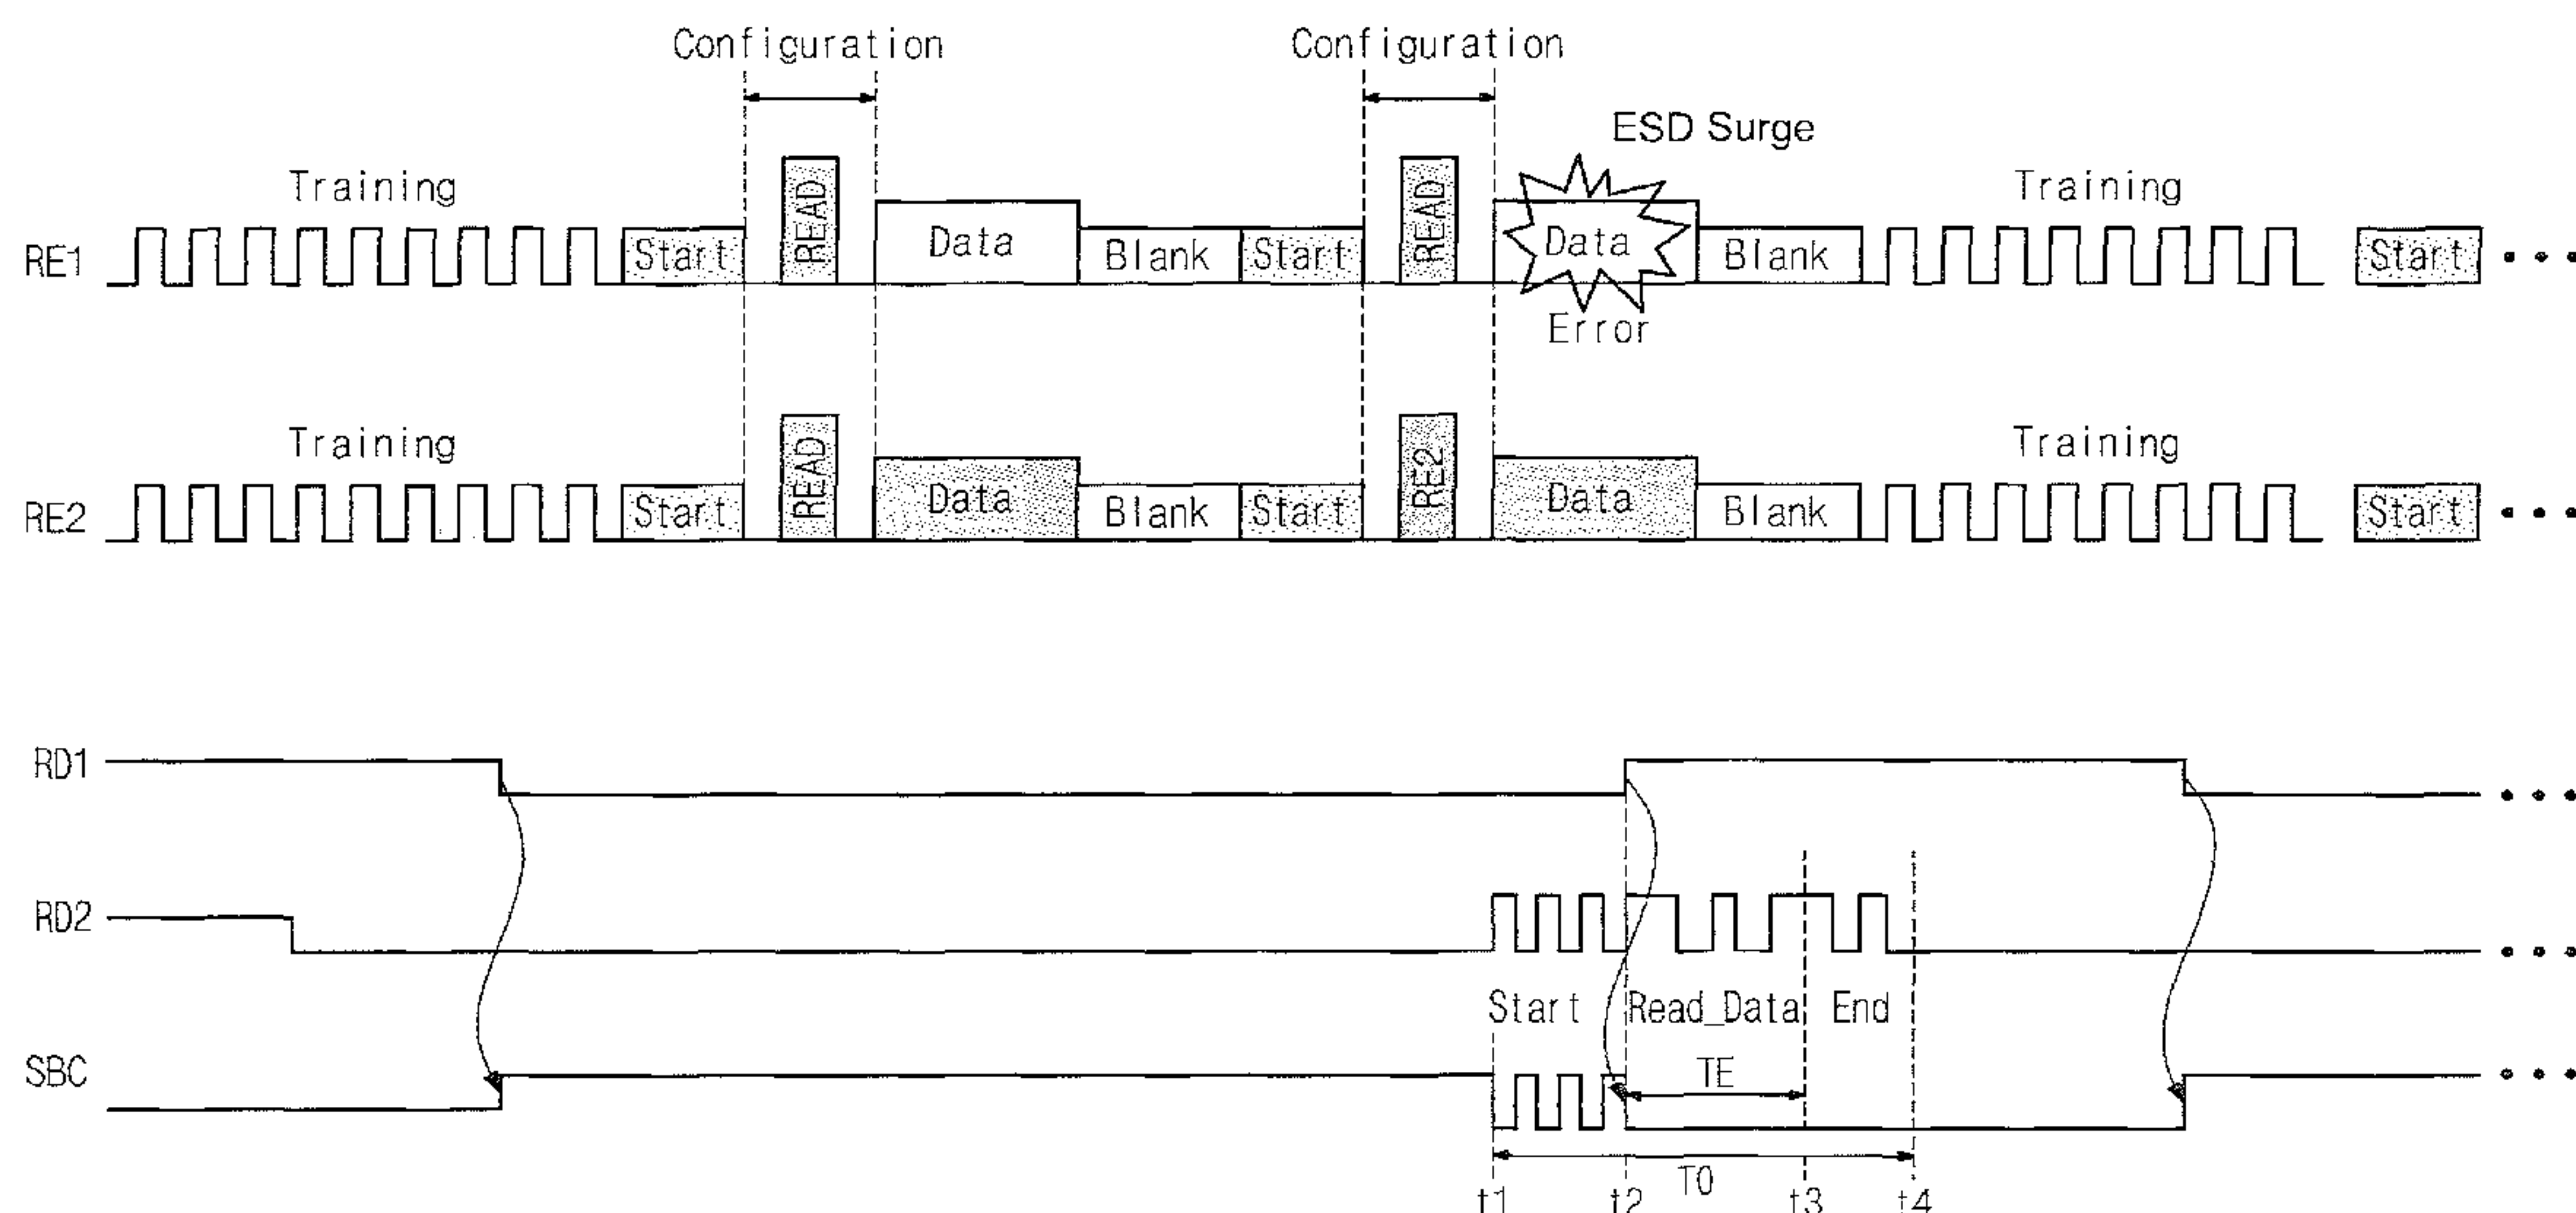 Configuration Configuration
ESD Surge
Training Training
RE1 Start READ Data Blank Start READ Data Blank Start
Error
Training Training
RE2 Start READ Data Blank Start RE2 Data Blank Start
RD1
RD2
Start Read_Data End
SBC TE
T0
t1 t2 t3 t4